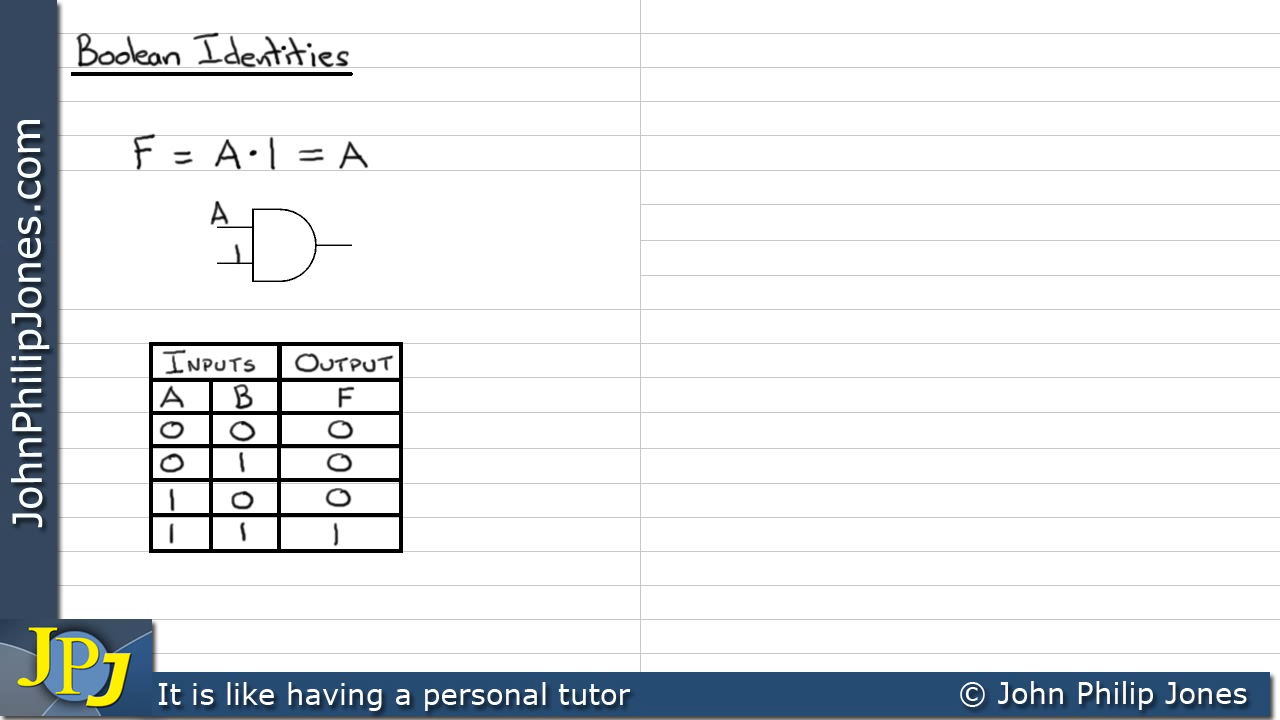 Boolean Identities
F = A·1 = A
A
1
INPUTS OUTPUT
A B F
0 0 0
0 1 0
1 0 0
1 1 1
JohnPhilipJones.com
JPJ
It is like having a personal tutor
© John Philip Jones